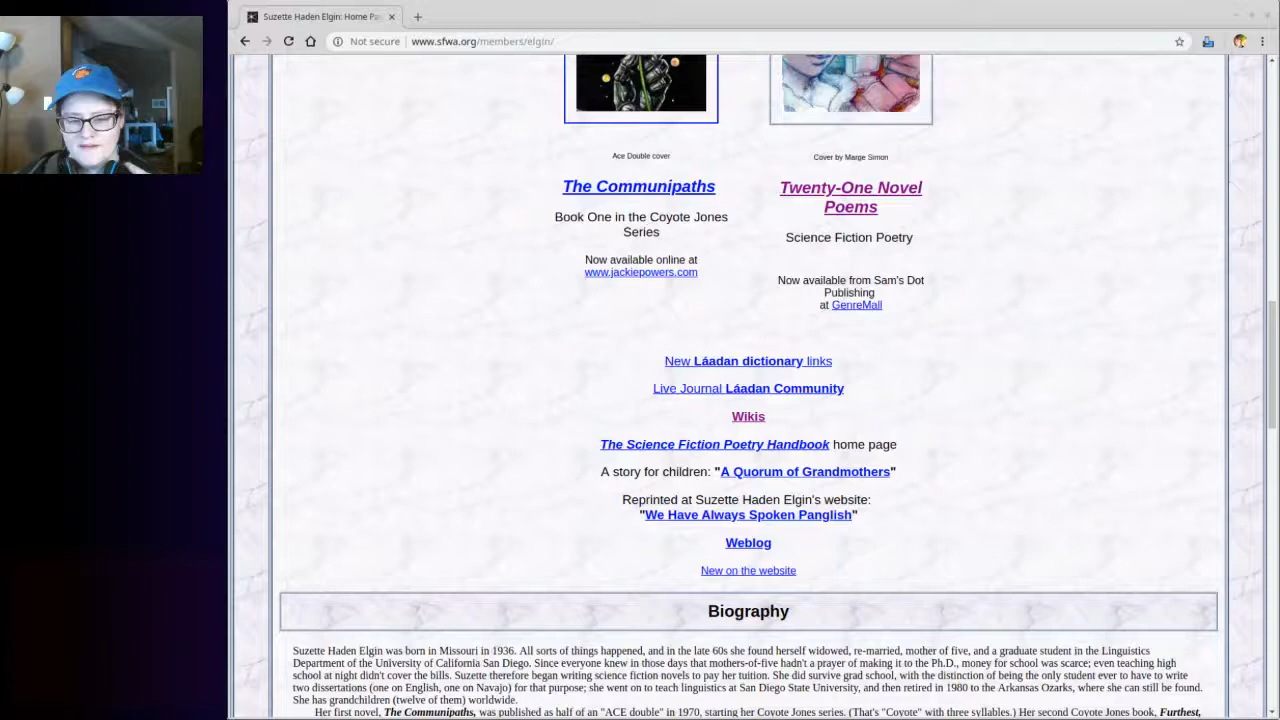 Suzette Haden Elgin: Home Pa
Not secure
www.sfwa.org/members/elgin/
Ace Double cover
Cover by Marge Simon
The Communipaths
Twenty-One Novel
Poems
Book One in the Coyote Jones
Series
Science Fiction Poetry
Now available online at
www.jackiepowers.com
Now available from Sam's Dot
Publishing
at GenreMall
New Láadan dictionary links
Live Journal Láadan Community
Wikis
The Science Fiction Poetry Handbook home page
A story for children: "A Quorum of Grandmothers"
Reprinted at Suzette Haden Elgin's website:
"We Have Always Spoken Panglish"
Weblog
New on the website
Biography
Suzette Haden Elgin was born in Missouri in 1936. All sorts of things happened, and in the late 60s she found herself widowed, re-married, mother of five, and a graduate student in the Linguistics
Department of the University of California San Diego. Since everyone knew in those days that mothers-of-five hadn't a prayer of making it to the Ph.D., money for school was scarce; even teaching high
school at night didn't cover the bills. Suzette therefore began writing science fiction novels to pay her tuition. She did survive grad school, with the distinction of being the only student ever to have to write
two dissertations (one on English, one on Navajo) for that purpose; she went on to teach linguistics at San Diego State University, and then retired in 1980 to the Arkansas Ozarks, where she can still be found.
She has grandchildren (twelve of them) worldwide.
Her first novel, The Communipaths, was published as half of an "ACE double" in 1970, starting her Coyote Jones series. (That's "Coyote" with three syllables.) Her second Coyote Jones book, Furthest,